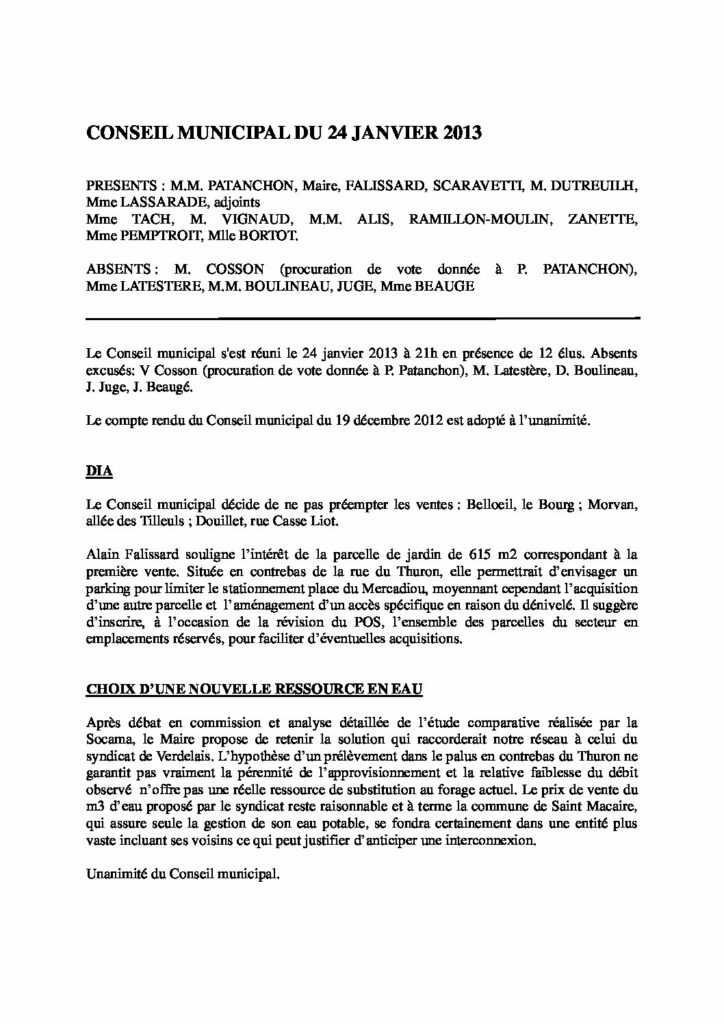 CONSEIL MUNICIPAL DU 24 JANVIER 2013
PRESENTS : M.M. PATANCHON, Maire, FALISSARD, SCARAVETTI, M. DUTREUILH,
Mme LASSARADE, adjoints
Mme TACH, M. VIGNAUD, M.M. ALIS, RAMILLON-MOULIN, ZANETTE,
Mme PEMPTROIT, Mlle BORTOT.
ABSENTS : M. COSSON (procuration de vote donnée à P. PATANCHON),
Mme LATESTERE, M.M. BOULINEAU, JUGE, Mme BEAUGE
Le Conseil municipal s'est réuni le 24 janvier 2013 à 21h en présence de 12 élus. Absents
excusés: V Cosson (procuration de vote donnée à P. Patanchon), M. Latestère, D. Boulineau,
J. Juge, J. Beaugé.
Le compte rendu du Conseil municipal du 19 décembre 2012 est adopté à l’unanimité.
DIA
Le Conseil municipal décide de ne pas préempter les ventes : Belloeil, le Bourg ; Morvan,
allée des Tilleuls ; Douillet, rue Casse Liot.
Alain Falissard souligne l’intérêt de la parcelle de jardin de 615 m2 correspondant à la
première vente. Située en contrebas de la rue du Thuron, elle permettrait d’envisager un
parking pour limiter le stationnement place du Mercadiou, moyennant cependant l’acquisition
d’une autre parcelle et l’aménagement d’un accès spécifique en raison du dénivelé. Il suggère
d’inscrire, à l’occasion de la révision du POS, l’ensemble des parcelles du secteur en
emplacements réservés, pour faciliter d’éventuelles acquisitions.
CHOIX D’UNE NOUVELLE RESSOURCE EN EAU
Après débat en commission et analyse détaillée de l’étude comparative réalisée par la
Socama, le Maire propose de retenir la solution qui raccorderait notre réseau à celui du
syndicat de Verdelais. L’hypothèse d’un prélèvement dans le palus en contrebas du Thuron ne
garantit pas vraiment la pérennité de l’approvisionnement et la relative faiblesse du débit
observé n’offre pas une réelle ressource de substitution au forage actuel. Le prix de vente du
m3 d’eau proposé par le syndicat reste raisonnable et à terme la commune de Saint Macaire,
qui assure seule la gestion de son eau potable, se fondra certainement dans une entité plus
vaste incluant ses voisins ce qui peut justifier d’anticiper une interconnexion.
Unanimité du Conseil municipal.